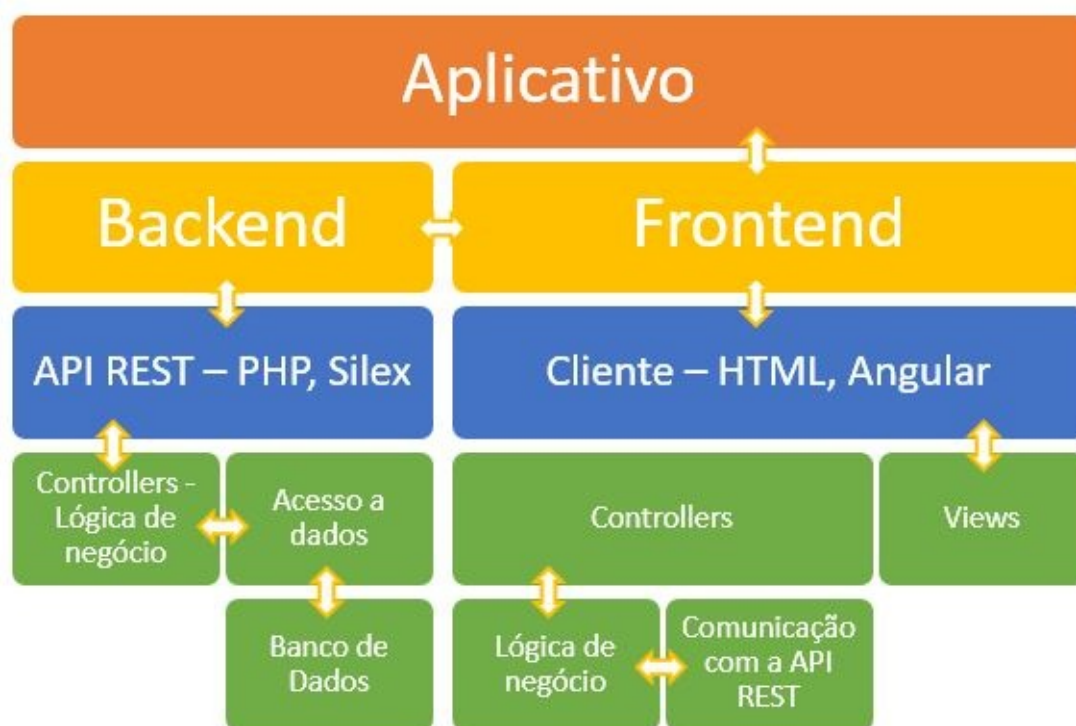 Aplicativo
Backend
Frontend
API REST – PHP, Silex
Cliente – HTML, Angular
Controllers -
Lógica de
negócio
Acesso a
dados
Controllers
Views
Banco de
Dados
Lógica de
negócio
Comunicação
com a API
REST